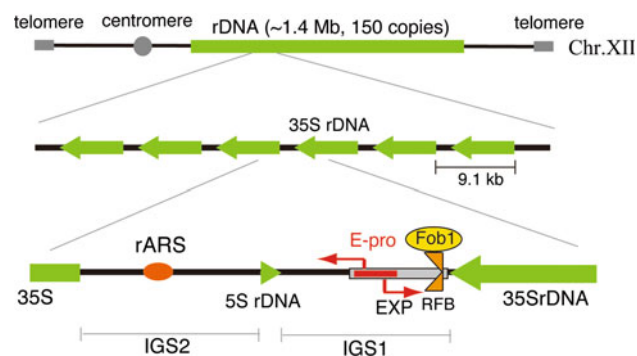 telomere
centromere
rDNA (~1.4 Mb, 150 copies)
telomere
Chr.XII
35S rDNA
9.1 kb
rARS
E-pro
Fob1
35S
5S rDNA
EXP
RFB
35SrDNA
IGS2
IGS1